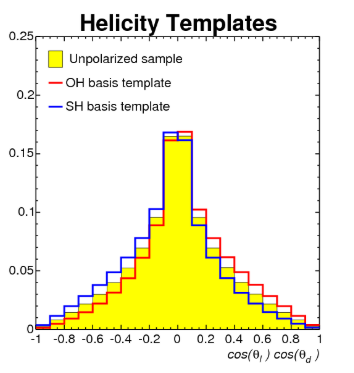 Helicity Templates
0.25
Unpolarized sample
OH basis template
SH basis template
0.2
0.15
0.1
0.05
0
-1 -0.8 -0.6 -0.4 -0.2 0 0.2 0.4 0.6 0.8 1
cos(θl) cos(θd)